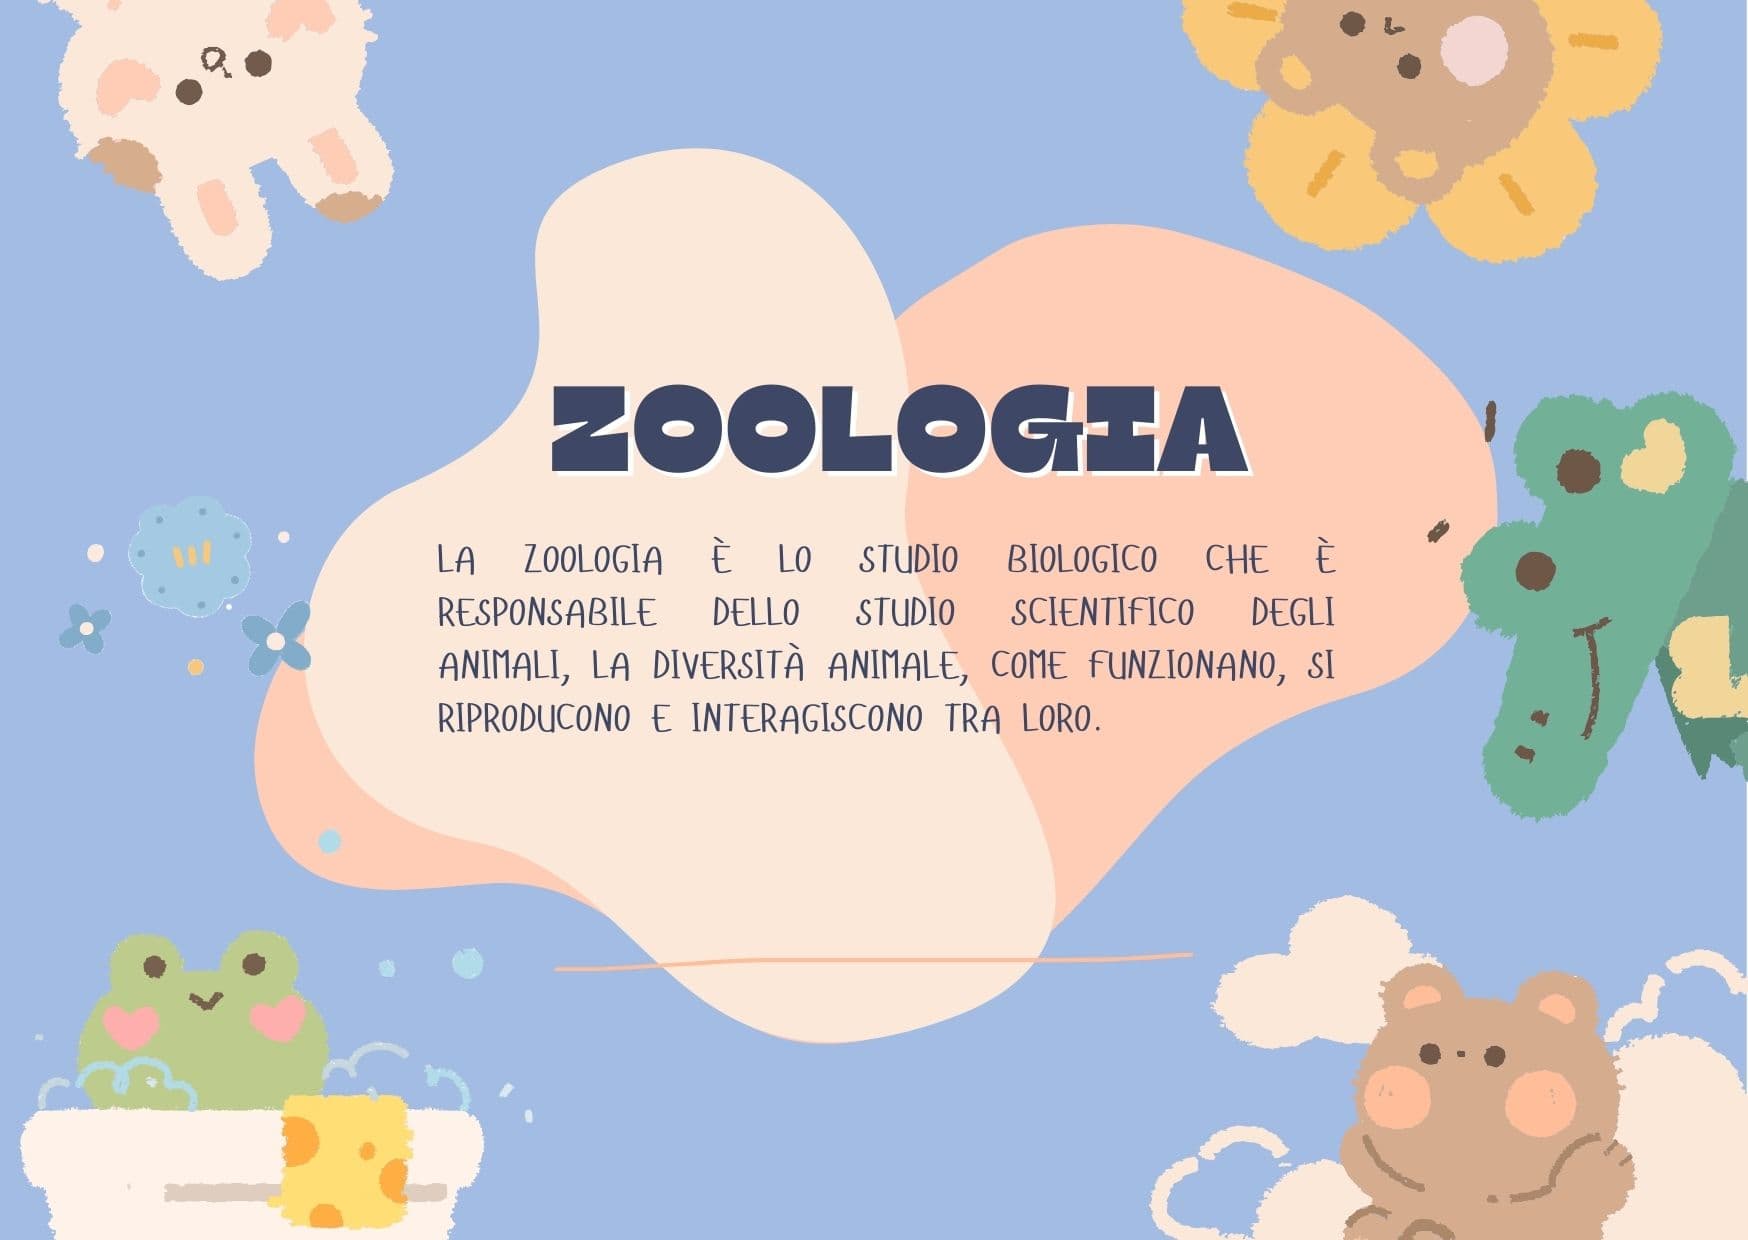 ZOOLOGIA
LA ZOOLOGIA È LO STUDIO BIOLOGICO CHE È
RESPONSABILE DELLO STUDIO SCIENTIFICO DEGLI
ANIMALI, LA DIVERSITÀ ANIMALE, COME FUNZIONANO, SI
RIPRODUCONO E INTERAGISCONO TRA LORO.